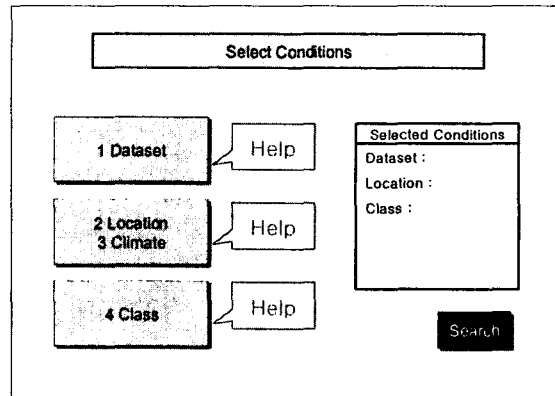 Select Conditions
1 Dataset
Help
2 Location
3 Climate
Help
4 Class
Help
Selected Conditions
Dataset :
Location :
Class :
Search